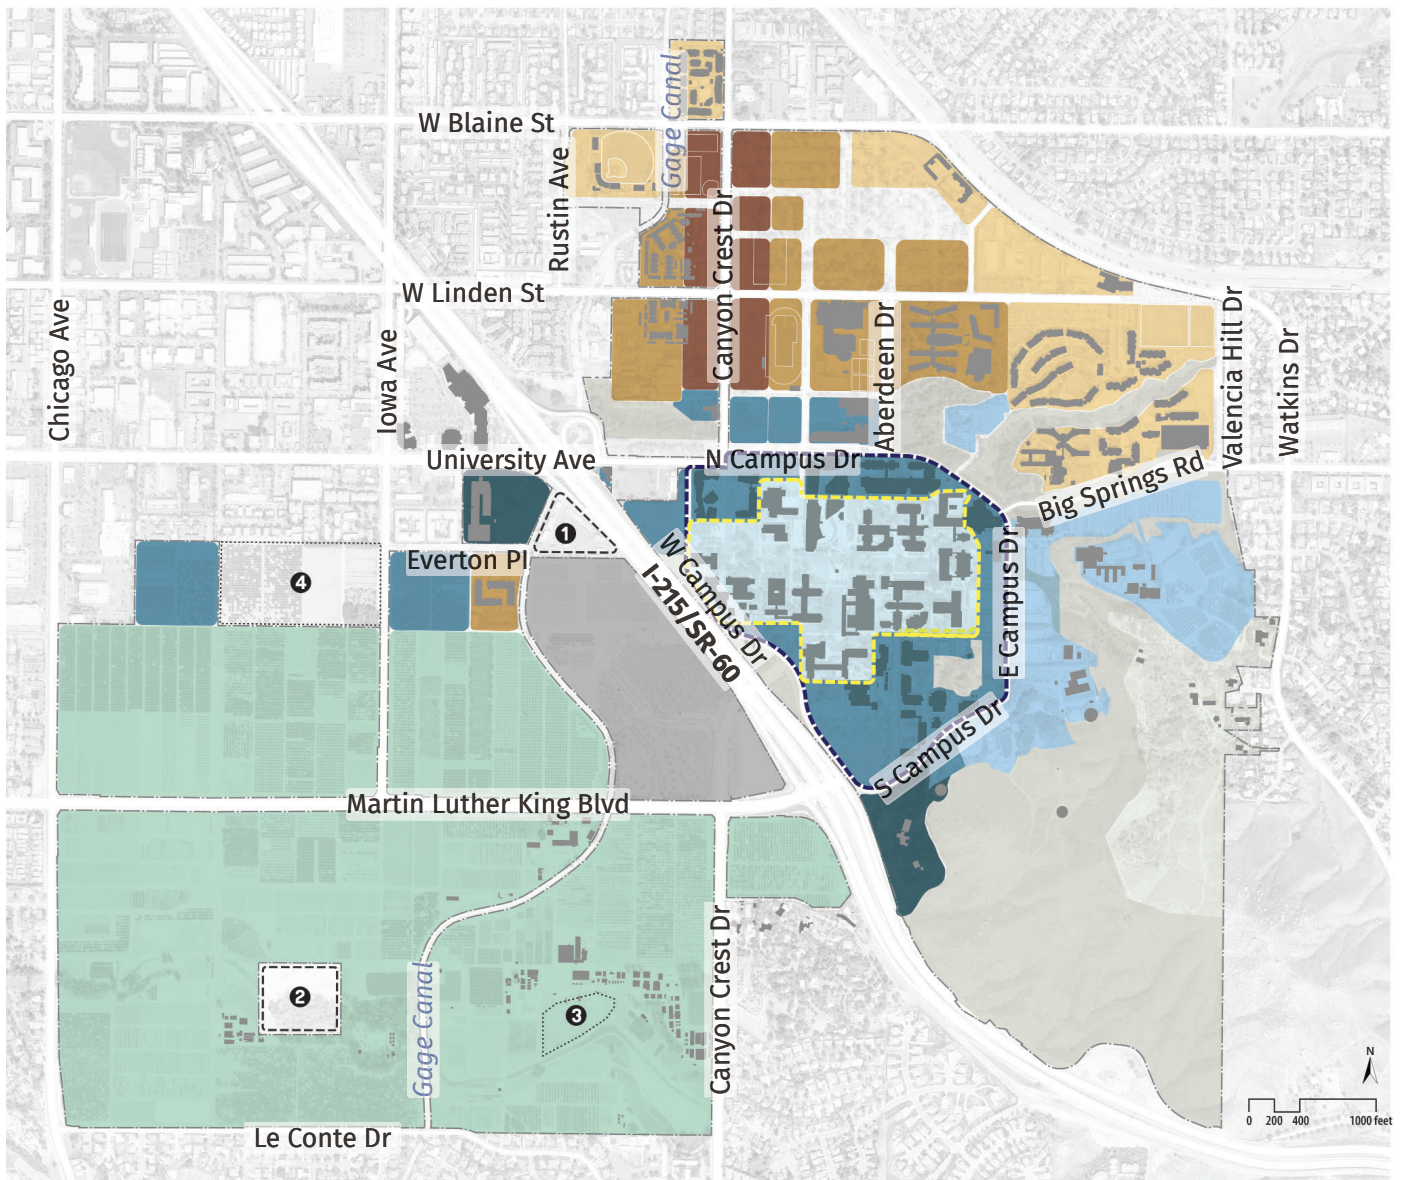 Gage Canal
W Blaine St
Rustin Ave
Canyon Crest Dr
W Linden St
Chicago Ave
Iowa Ave
Aberdeen Dr
Valencia Hill Dr
Watkins Dr
University Ave
N Campus Dr
Big Springs Rd
1
Everton Pl
W Campus Dr
I-215/SR-60
E Campus Dr
4
S Campus Dr
Martin Luther King Blvd
2
3
Gage Canal
Canyon Crest Dr
Le Conte Dr
N
0 200 400 1000 feet